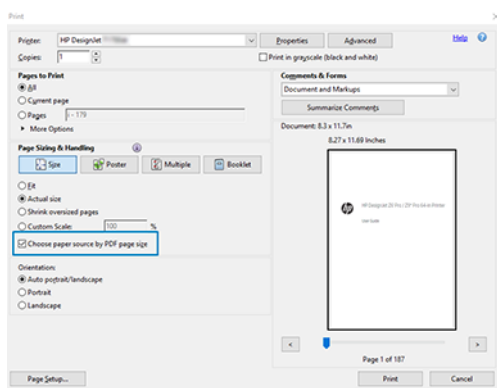 Print
Printer: HP DesignJet
Properties
Advanced
Help
Copies: 1
Print in grayscale (black and white)
Pages to Print
All
Current page
Pages 1 - 179
More Options
Comments & Forms
Document and Markups
Summarize Comments
Page Sizing & Handling
Size
Poster
Multiple
Booklet
Fit
Actual size
Shrink oversized pages
Custom Scale: 100 %
Choose paper source by PDF page size
Orientation:
Auto portrait/landscape
Portrait
Landscape
Document: 8.3 x 11.7in
8.27 x 11.69 Inches
hp
User Guide
<
>
Page 1 of 187
Page Setup...
Print
Cancel